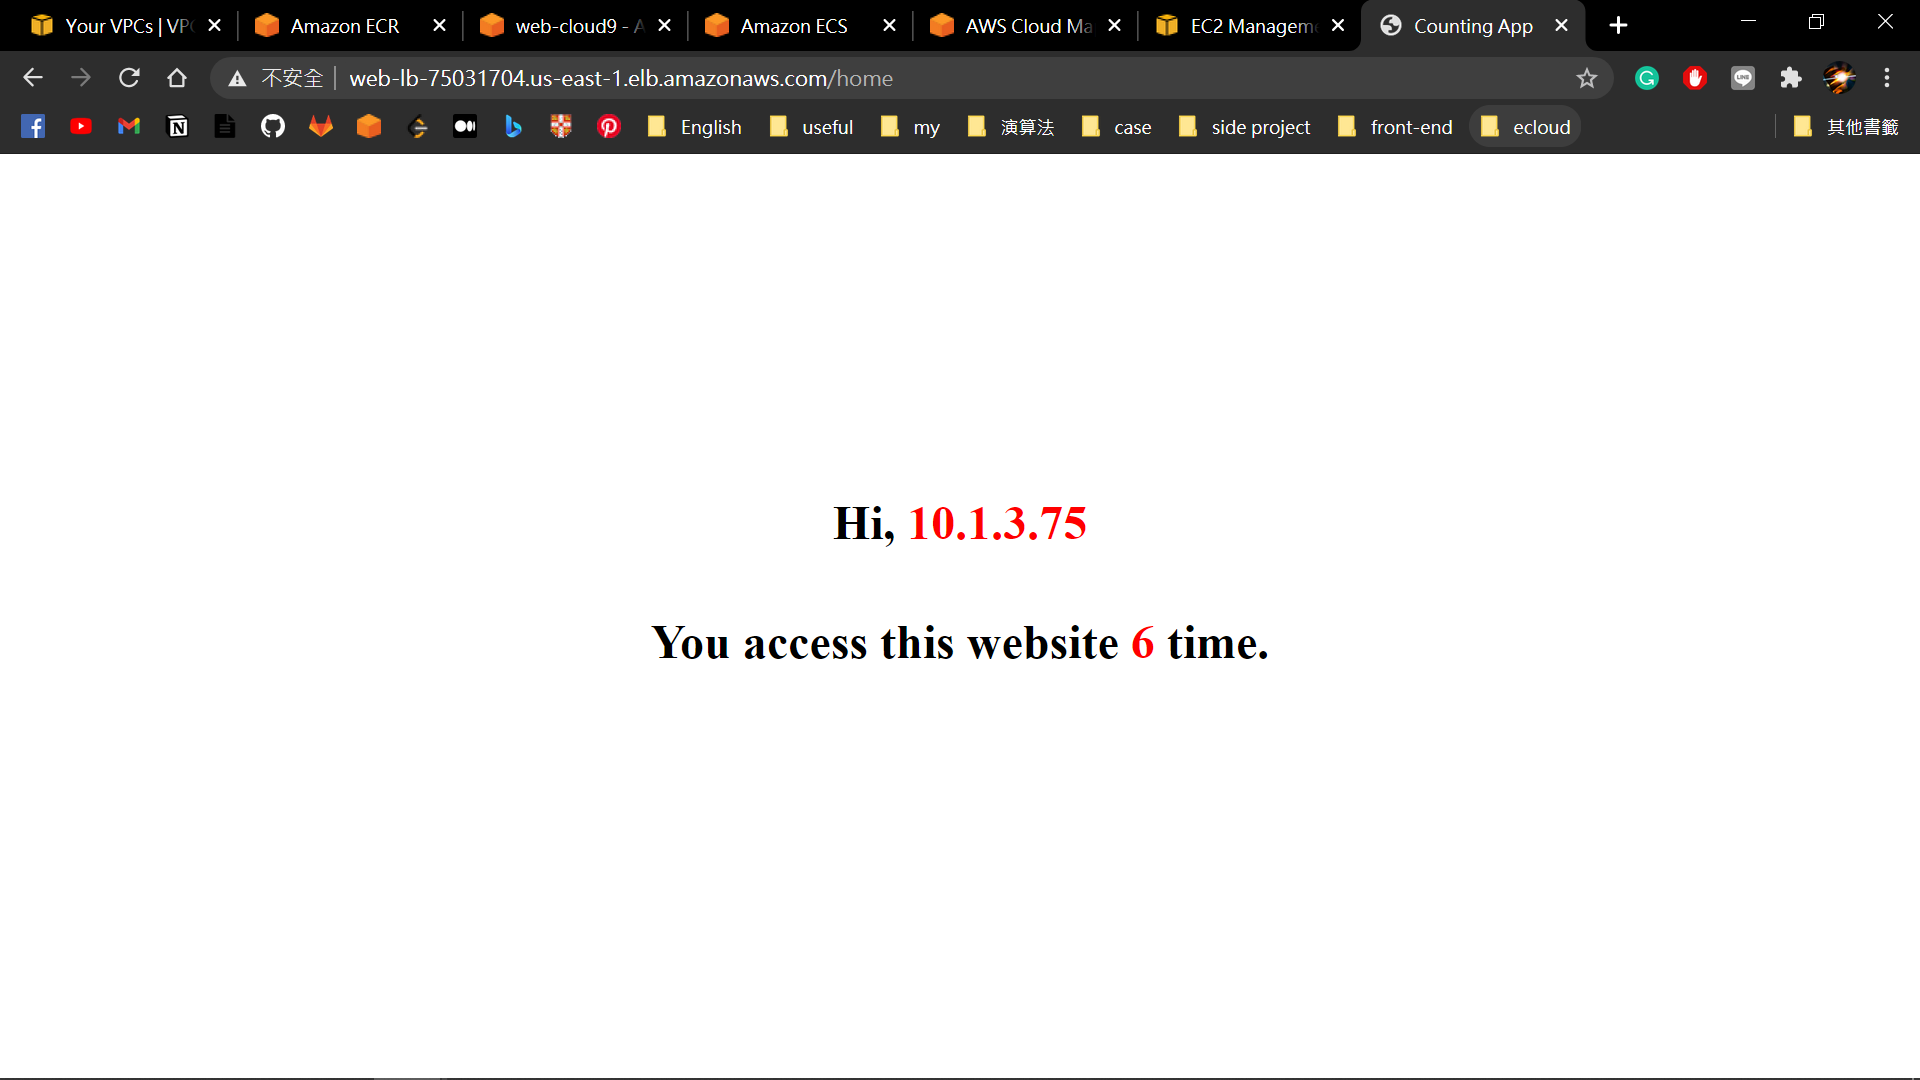 Your VPCs | VPC
Amazon ECR
web-cloud9 - A
Amazon ECS
AWS Cloud Ma
EC2 Manageme
Counting App
不安全
web-lb-75031704.us-east-1.elb.amazonaws.com/home
English
useful
my
演算法
case
side project
front-end
ecloud
其他書籤
Hi, 10.1.3.75
You access this website 6 time.